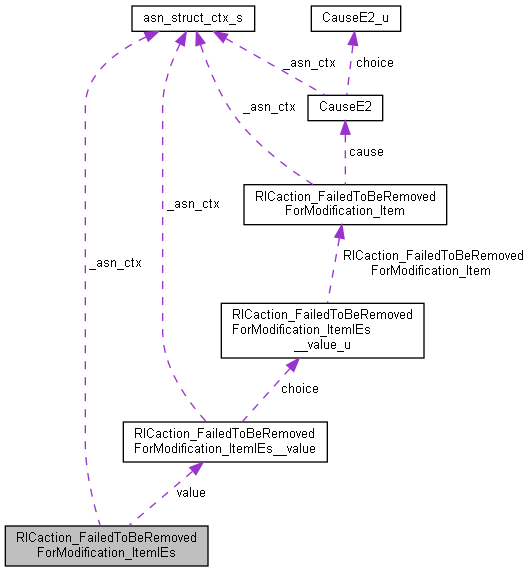 asn_struct_ctx_s
CauseE2_u
_asn_ctx
choice
CauseE2
_asn_ctx
cause
RICaction_FailedToBeRemoved
ForModification_Item
_asn_ctx
RICaction_FailedToBeRemoved
ForModification_Item
_asn_ctx
RICaction_FailedToBeRemoved
ForModification_ItemIEs
__value_u
choice
RICaction_FailedToBeRemoved
ForModification_ItemIEs__value
value
RICaction_FailedToBeRemoved
ForModification_ItemIEs